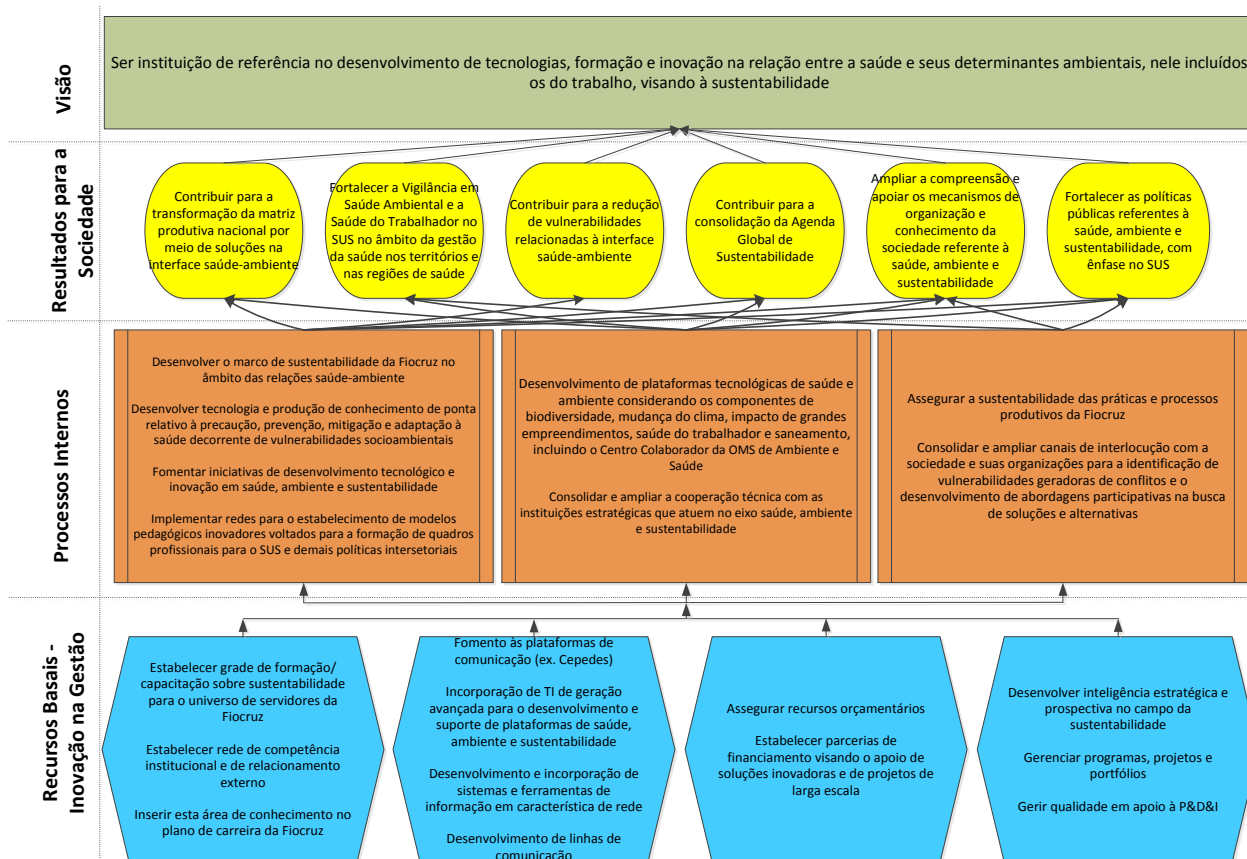 Visão
Ser instituição de referência no desenvolvimento de tecnologias, formação e inovação na relação entre a saúde e seus determinantes ambientais, nele incluídos
os do trabalho, visando à sustentabilidade
Resultados para a
Sociedade
Contribuir para a
transformação da matriz
produtiva nacional por
meio de soluções na
interface saúde-ambiente
Fortalecer a Vigilância em
Saúde Ambiental e a
Saúde do Trabalhador no
SUS no âmbito da gestão
da saúde nos territórios e
nas regiões de saúde
Contribuir para a redução
de vulnerabilidades
relacionadas à interface
saúde-ambiente
Contribuir para a
consolidação da Agenda
Global de
Sustentabilidade
Ampliar a compreensão e
apoiar os mecanismos de
organização e
conhecimento da
sociedade referente à
saúde, ambiente e
sustentabilidade
Fortalecer as políticas
públicas referentes à
saúde, ambiente e
sustentabilidade, com
ênfase no SUS
Processos Internos
Desenvolver o marco de sustentabilidade da Fiocruz no
âmbito das relações saúde-ambiente
Desenvolver tecnologia e produção de conhecimento de ponta
relativo à precaução, prevenção, mitigação e adaptação à
saúde decorrente de vulnerabilidades socioambientais
Fomentar iniciativas de desenvolvimento tecnológico e
inovação em saúde, ambiente e sustentabilidade
Implementar redes para o estabelecimento de modelos
pedagógicos inovadores voltados para a formação de quadros
profissionais para o SUS e demais políticas intersetoriais
Desenvolvimento de plataformas tecnológicas de saúde e
ambiente considerando os componentes de
biodiversidade, mudança do clima, impacto de grandes
empreendimentos, saúde do trabalhador e saneamento,
incluindo o Centro Colaborador da OMS de Ambiente e
Saúde
Consolidar e ampliar a cooperação técnica com as
instituições estratégicas que atuem no eixo saúde, ambiente
e sustentabilidade
Assegurar a sustentabilidade das práticas e processos
produtivos da Fiocruz
Consolidar e ampliar canais de interlocução com a
sociedade e suas organizações para a identificação de
vulnerabilidades geradoras de conflitos e o
desenvolvimento de abordagens participativas na busca
de soluções e alternativas
Recursos Basais -
Inovação na Gestão
Estabelecer grade de formação/
capacitação sobre sustentabilidade
para o universo de servidores da
Fiocruz
Estabelecer rede de competência
institucional e de relacionamento
externo
Inserir esta área de conhecimento no
plano de carreira da Fiocruz
Fomento às plataformas de
comunicação (ex. Cepedes)
Incorporação de TI de geração
avançada para o desenvolvimento e
suporte de plataformas de saúde,
ambiente e sustentabilidade
Desenvolvimento e incorporação de
sistemas e ferramentas de
informação em característica de rede
Desenvolvimento de linhas de
comunicação
Assegurar recursos orçamentários
Estabelecer parcerias de
financiamento visando o apoio de
soluções inovadoras e de projetos de
larga escala
Desenvolver inteligência estratégica e
prospectiva no campo da
sustentabilidade
Gerenciar programas, projetos e
portfólios
Gerir qualidade em apoio à P&D&I